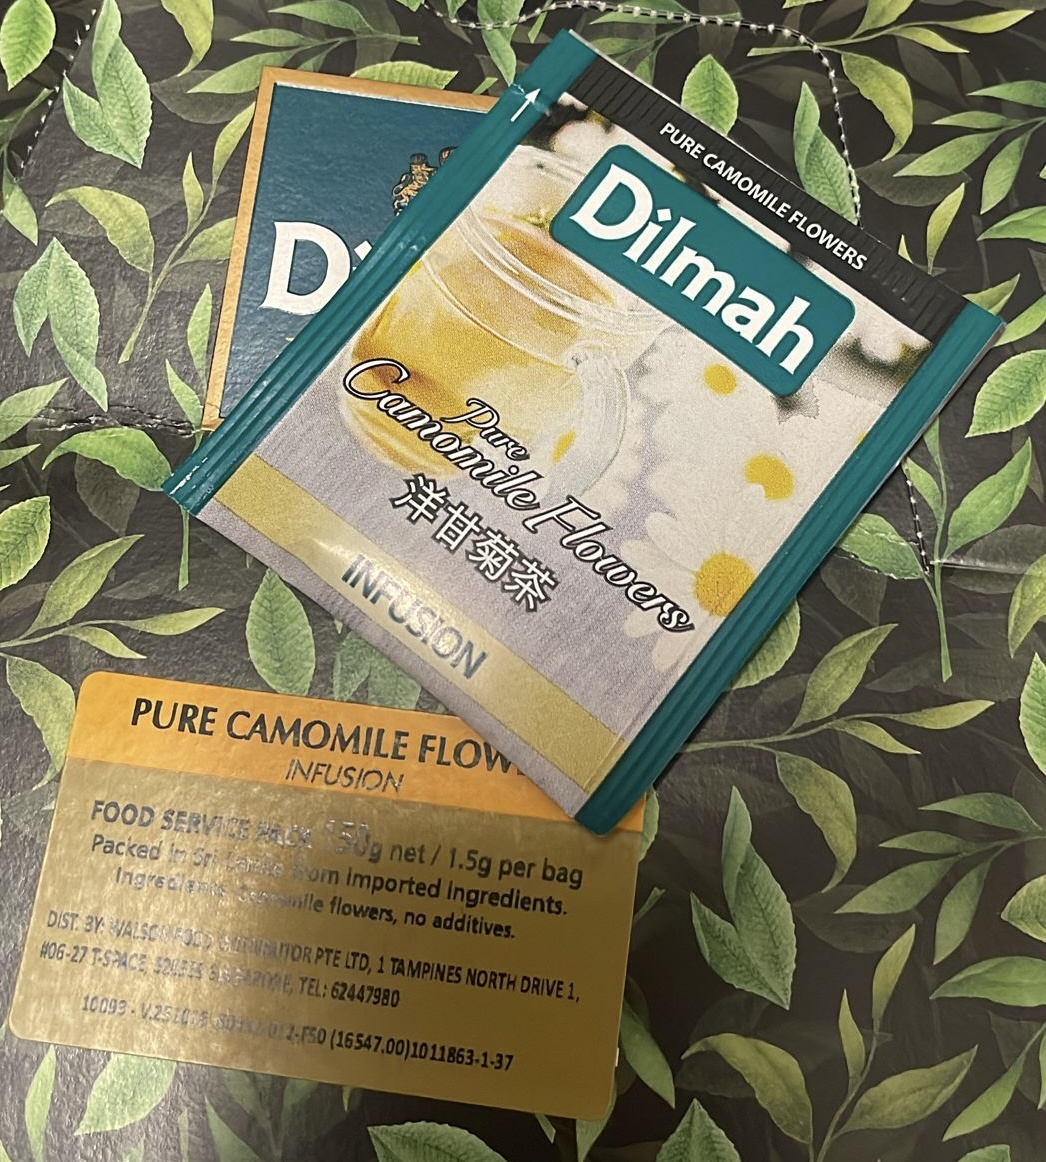 PURE CAMOMILE FLOWERS
Dilmah
Pure
Camomile Flowers
洋甘菊茶
INFUSION
PURE CAMOMILE FLOW
INFUSION
FOOD SERVICE PACK 150g net / 1.5g per bag
Packed in Sri Lanka from Imported Ingredients.
Ingredients: Camomile flowers, no additives.
DIST. BY: WALSON FOOD DISTRIBUTOR PTE LTD, 1 TAMPINES NORTH DRIVE 1,
#06-27 T-SPACE, 528559 SINGAPORE, TEL: 62447980
10093 - (16547.00)1011863-1-37